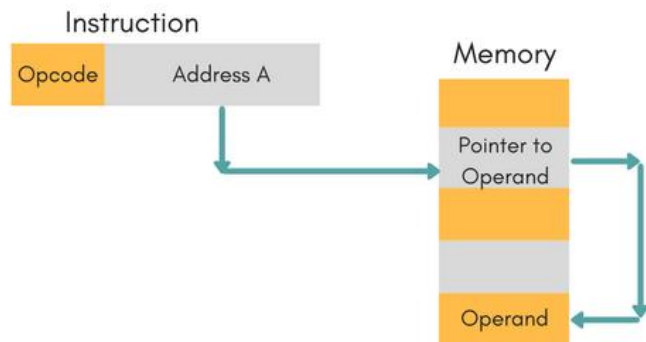 Instruction
Opcode
Address A
Memory
Pointer to
Operand
Operand